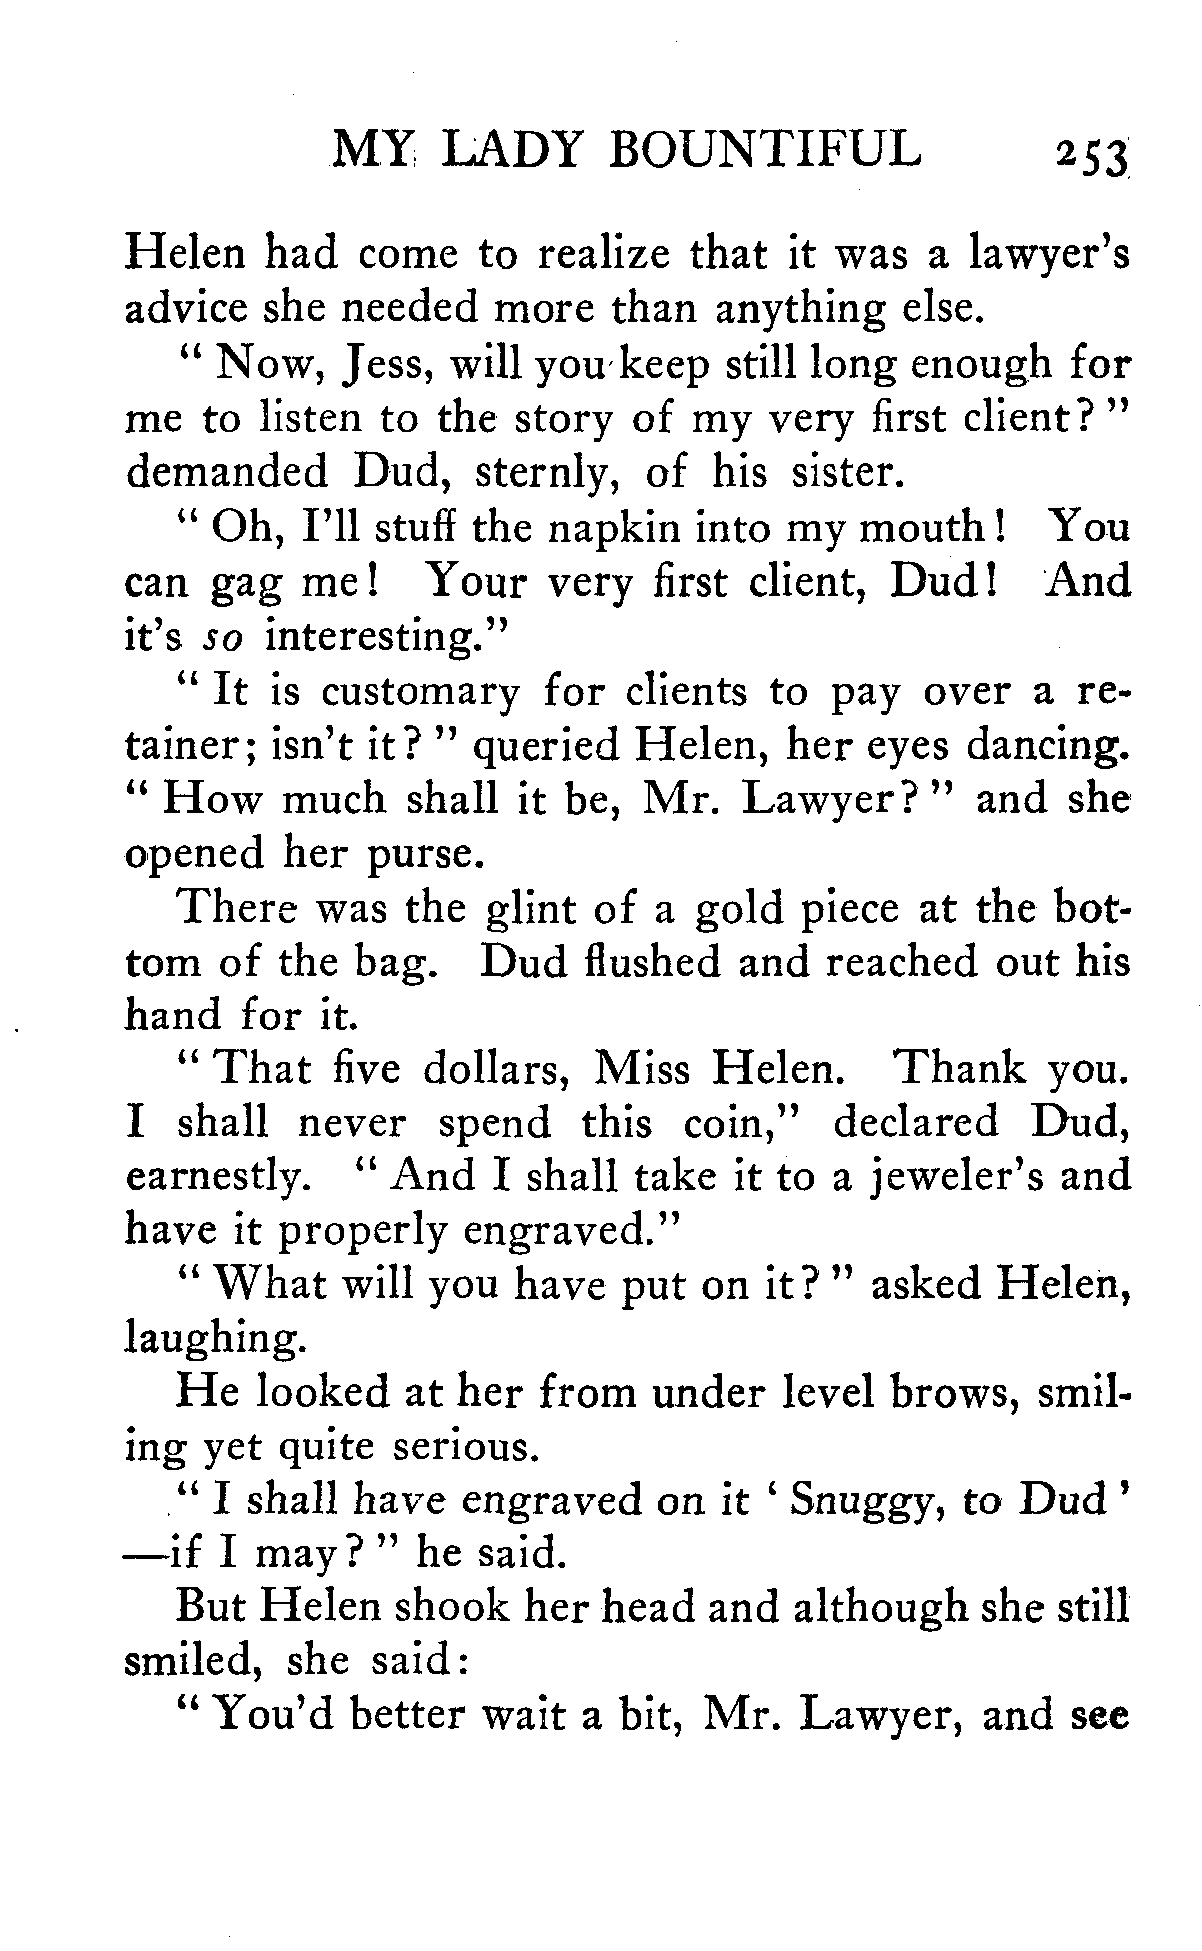 MY LADY BOUNTIFUL 253
Helen had come to realize that it was a lawyer's
advice she needed more than anything else.
" Now, Jess, will you keep still long enough for
me to listen to the story of my very first client? "
demanded Dud, sternly, of his sister.
" Oh, I'll stuff the napkin into my mouth! You
can gag me! Your very first client, Dud! And
it's so interesting."
" It is customary for clients to pay over a re-
tainer; isn't it? " queried Helen, her eyes dancing.
" How much shall it be, Mr. Lawyer? " and she
opened her purse.
There was the glint of a gold piece at the bot-
tom of the bag. Dud flushed and reached out his
hand for it.
" That five dollars, Miss Helen. Thank you.
I shall never spend this coin," declared Dud,
earnestly. " And I shall take it to a jeweler's and
have it properly engraved."
" What will you have put on it? " asked Helen,
laughing.
He looked at her from under level brows, smil-
ing yet quite serious.
" I shall have engraved on it ' Snuggy, to Dud '
—if I may? " he said.
But Helen shook her head and although she still
smiled, she said:
" You'd better wait a bit, Mr. Lawyer, and see